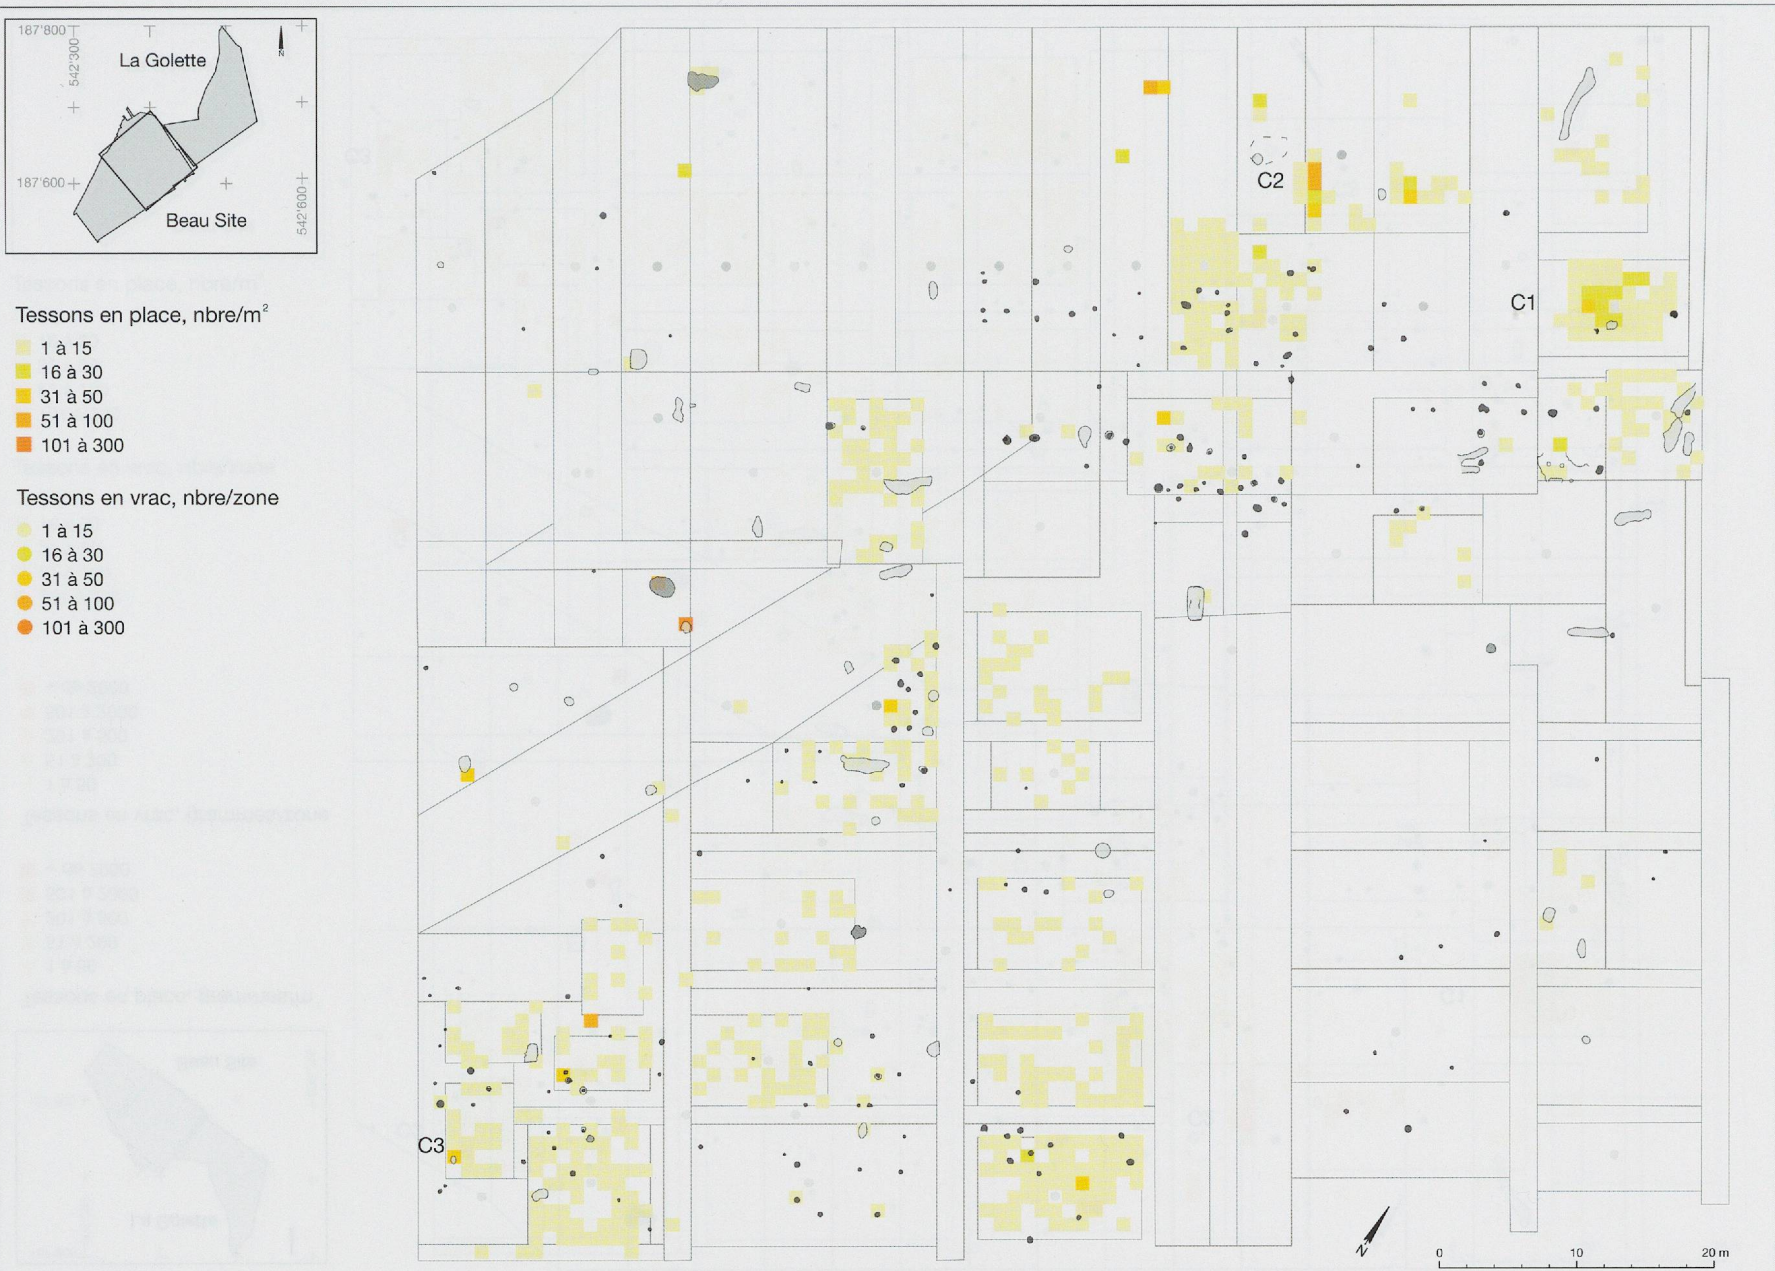 187'800
542'300
La Golette
N
187'600
Beau Site
542'600
Tessons en place, nbre/m²
1 à 15
16 à 30
31 à 50
51 à 100
101 à 300
Tessons en vrac, nbre/zone
1 à 15
16 à 30
31 à 50
51 à 100
101 à 300
C2
C1
C3
N
0 10 20 m